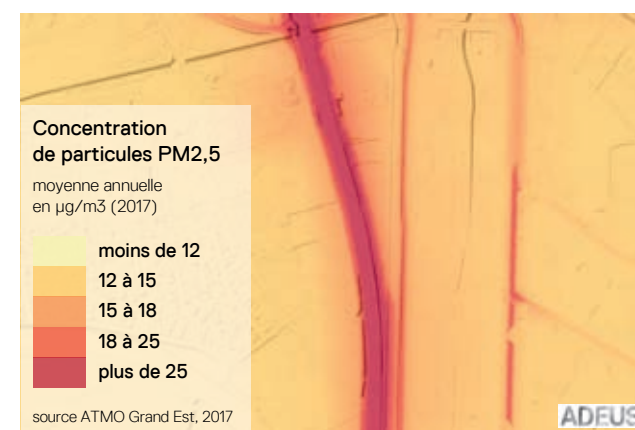 Concentration
de particules PM2,5
moyenne annuelle
en µg/m3 (2017)
moins de 12
12 à 15
15 à 18
18 à 25
plus de 25
source ATMO Grand Est, 2017
ADEUS